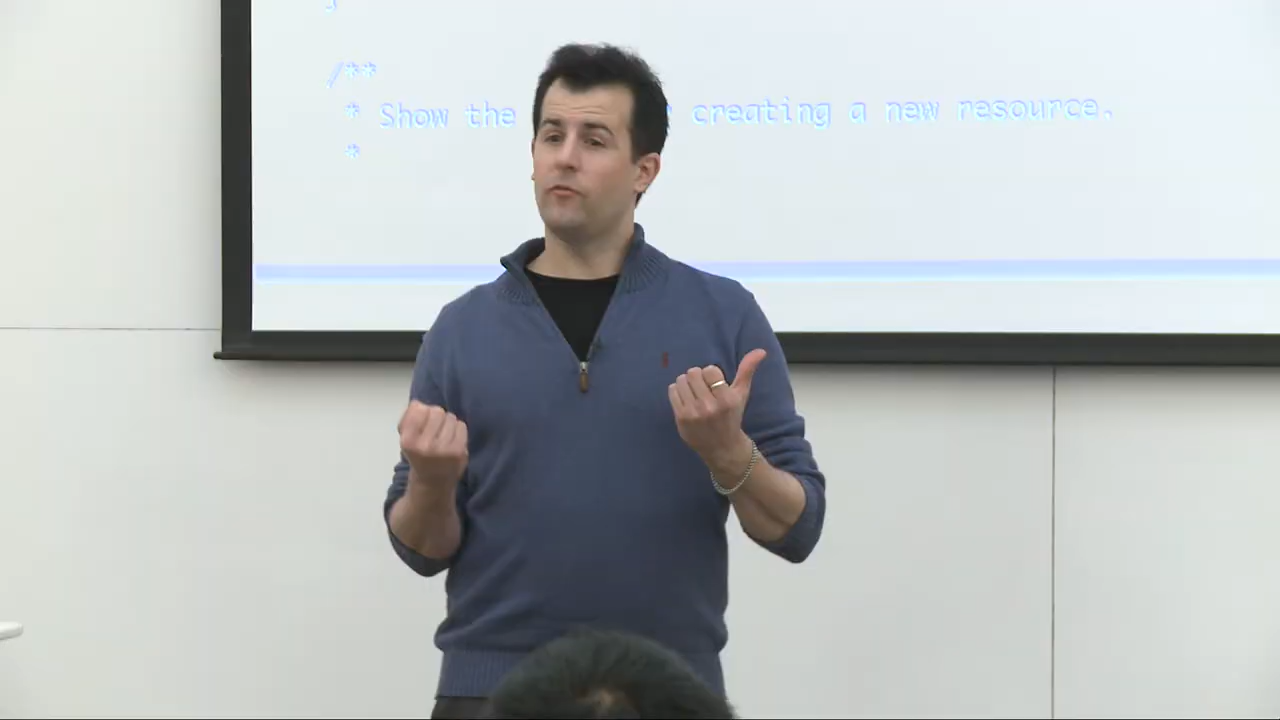 /**
* Show the creating a new resource.
*